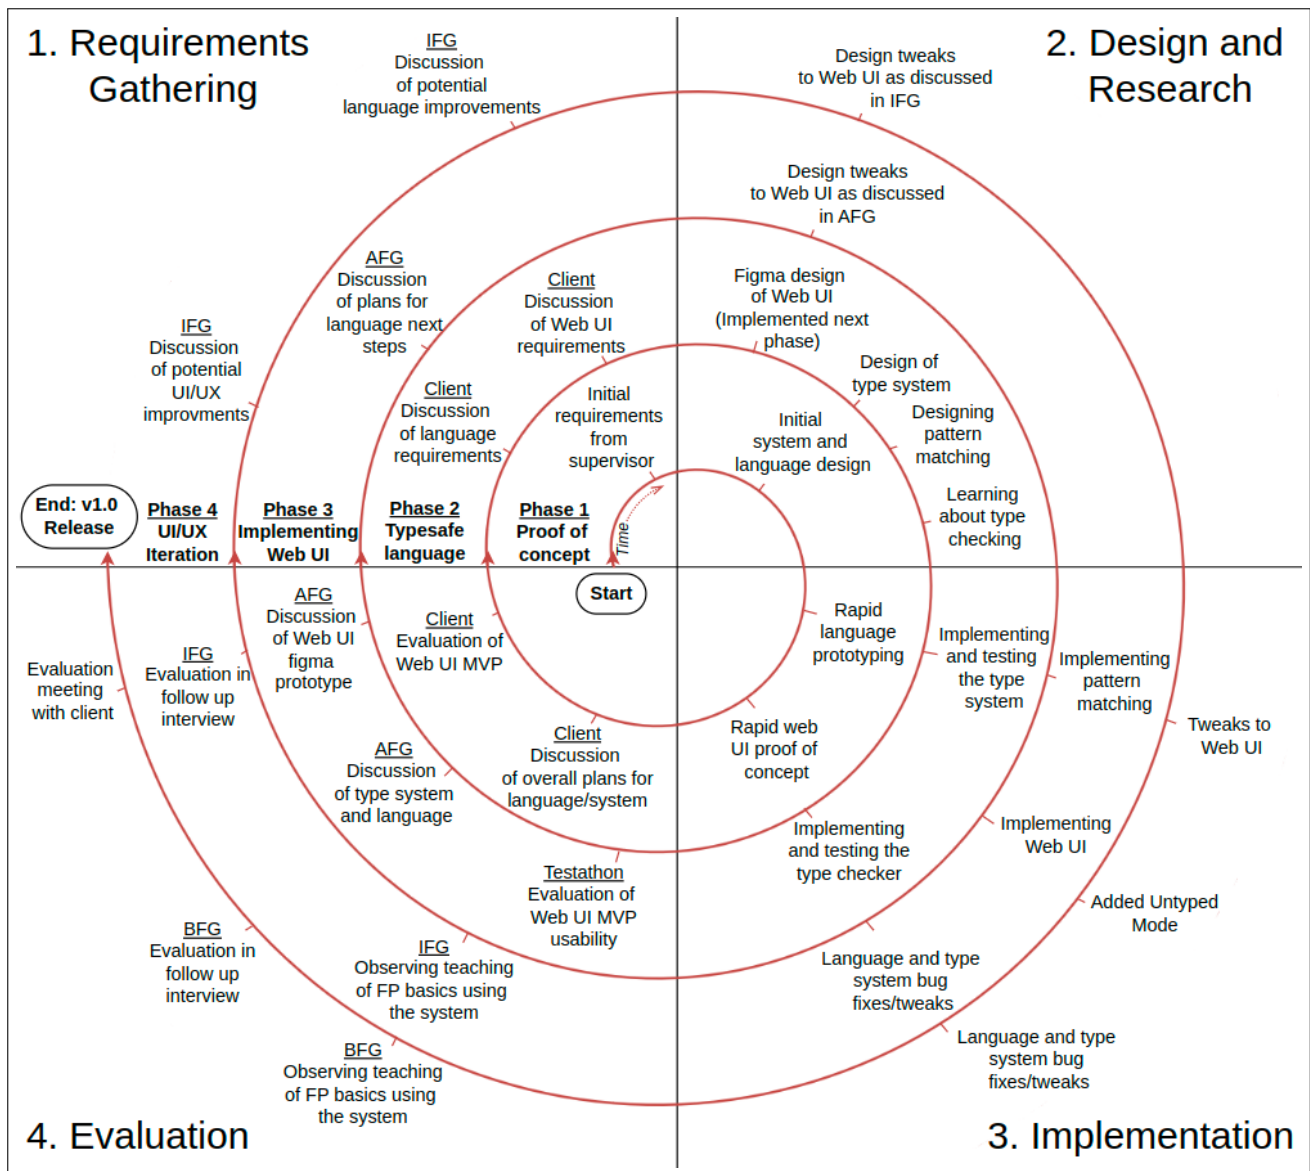 1. Requirements
Gathering
IFG
Discussion
of potential
language improvements
AFG
Discussion
of plans for
language next
steps
Client
Discussion
of Web UI
requirements
IFG
Discussion
of potential
UI/UX
improvments
Client
Discussion
of language
requirements
Initial
requirements
from
supervisor
End: v1.0
Release
Phase 4
UI/UX
Iteration
Phase 3
Implementing
Web UI
Phase 2
Typesafe
language
Phase 1
Proof of
concept
Time
Start
2. Design and
Research
Design tweaks
to Web UI as discussed
in IFG
Design tweaks
to Web UI as discussed
in AFG
Figma design
of Web UI
(Implemented next
phase)
Design of
type system
Designing
pattern
matching
Initial
system and
language design
Learning
about type
checking
Rapid
language
prototyping
Implementing
and testing
the type
system
Implementing
pattern
matching
Tweaks to
Web UI
Rapid web
UI proof of
concept
Implementing
and testing the
type checker
Implementing
Web UI
Added Untyped
Mode
Language and type
system bug
fixes/tweaks
Language and type
system bug
fixes/tweaks
3. Implementation
Client
Evaluation of
Web UI MVP
AFG
Discussion
of Web UI
figma
prototype
IFG
Evaluation in
follow up
interview
Evaluation
meeting
with client
Client
Discussion
of overall plans for
language/system
AFG
Discussion
of type system
and language
Testathon
Evaluation of
Web UI MVP
usability
BFG
Evaluation in
follow up
interview
IFG
Observing teaching
of FP basics using
the system
BFG
Observing teaching
of FP basics using
the system
4. Evaluation